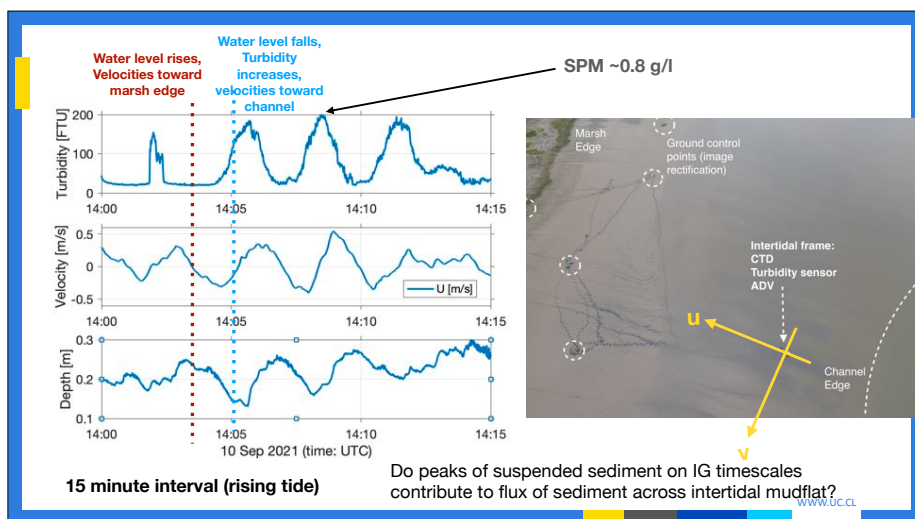 Water level rises,
Velocities toward
marsh edge
Water level falls,
Turbidity
increases,
velocities toward
channel
SPM ~0.8 g/l
Turbidity [FTU]
200
100
0
14:00
14:05
14:10
14:15
Velocity [m/s]
0.5
0
-0.5
U [m/s]
14:00
14:05
14:10
14:15
Depth [m]
0.3
0.2
0.1
14:00
14:05
14:10
14:15
10 Sep 2021 (time: UTC)
15 minute interval (rising tide)
Marsh
Edge
Ground control
points (image
rectification)
Intertidal frame:
CTD
Turbidity sensor
ADV
u
Channel
Edge
v
Do peaks of suspended sediment on IG timescales
contribute to flux of sediment across intertidal mudflat?
WWW.UC.CL